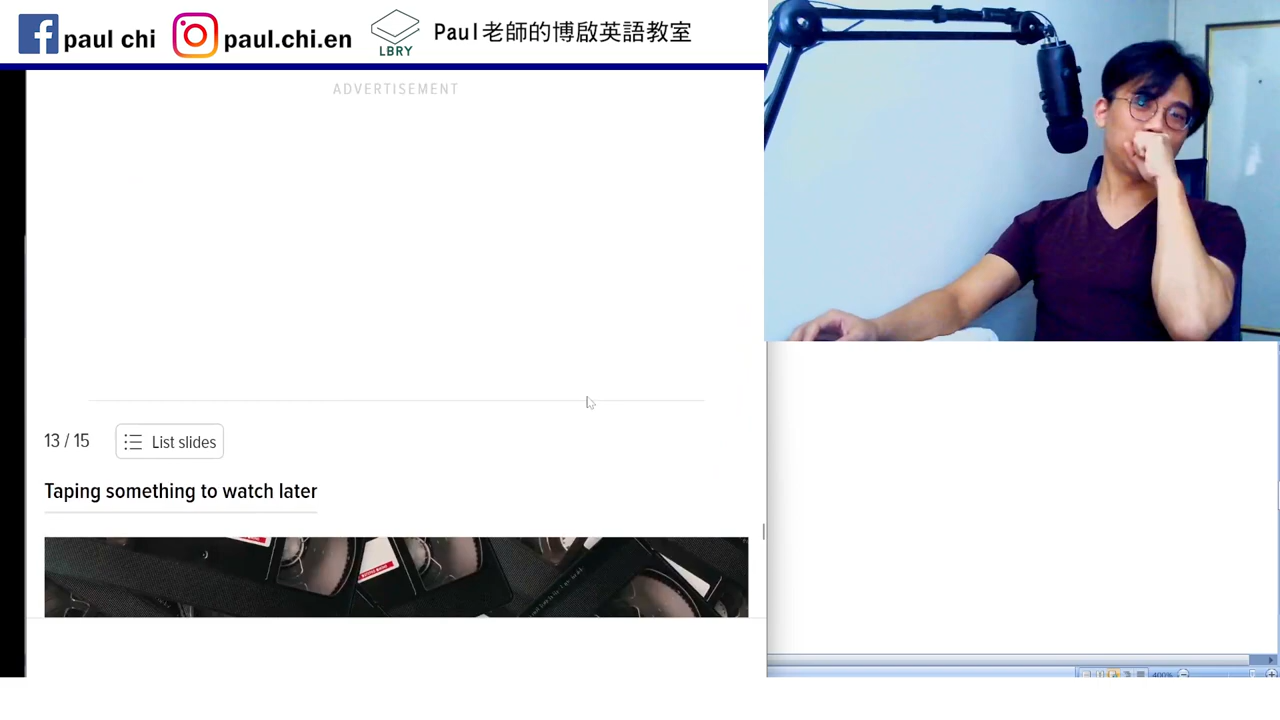 paul chi
paul.chi.en
LBRY
Paul老師的博啟英語教室
ADVERTISEMENT
13 / 15
List slides
Taping something to watch later
400%